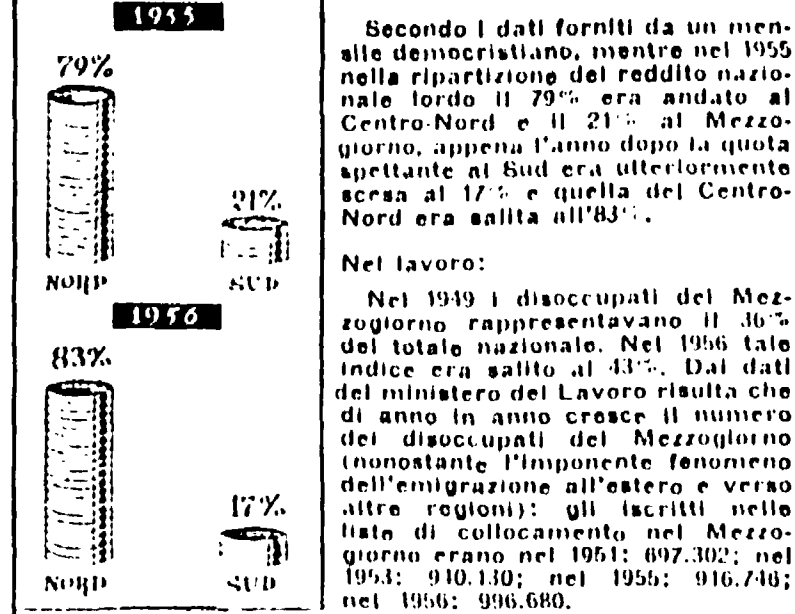 1955
79%
21%
NORD
SUD
1956
83%
17%
NORD
SUD
Secondo i dati forniti da un men-
sile democristiano, mentre nel 1955
nella ripartizione del reddito nazio-
nale lordo il 79% era andato al
Centro-Nord e il 21% al Mezzo-
giorno, appena l'anno dopo la quota
spettante al Sud era ulteriormente
scesa al 17% e quella del Centro-
Nord era salita all'83%.
Nel lavoro:
Nel 1949 i disoccupati del Mez-
zogiorno rappresentavano il 36%
del totale nazionale. Nel 1956 tale
indice era salito al 43%. Dai dati
del ministero del Lavoro risulta che
di anno in anno cresce il numero
dei disoccupati del Mezzogiorno
(nonostante l'imponente fenomeno
dell'emigrazione all'estero e verso
altre regioni): gli iscritti nelle
liste di collocamento nel Mezzo-
giorno erano nel 1951: 697.302; nel
1953: 910.130; nel 1955: 916.746;
nel 1956: 996.680.